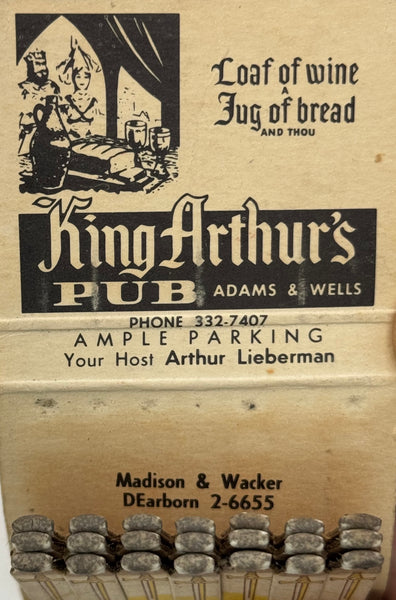 Loaf of wine
A
Jug of bread
AND THOU
King Arthur's
PUB ADAMS & WELLS
PHONE 332-7407
AMPLE PARKING
Your Host Arthur Lieberman
Madison & Wacker
DEarborn 2-6655